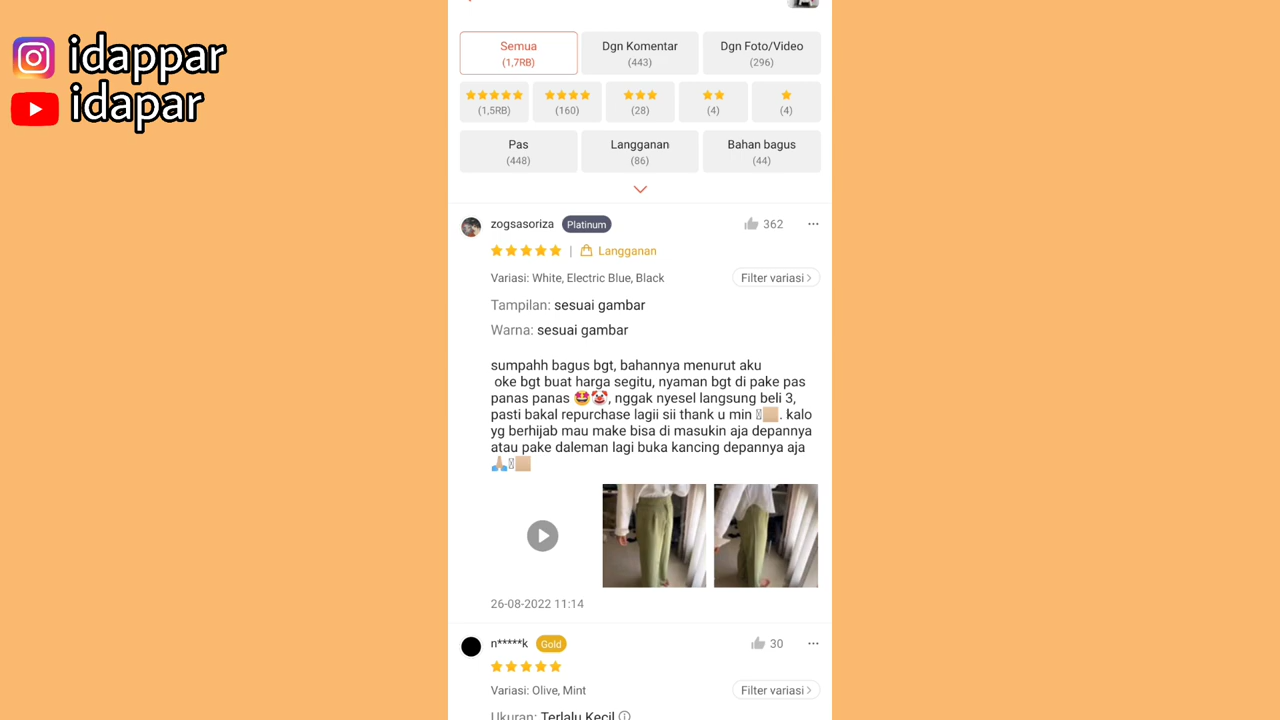 idappar
idapar
Semua
(1,7RB)
Dgn Komentar
(443)
Dgn Foto/Video
(296)
(1,5RB)
(160)
(28)
(4)
(4)
Pas
(448)
Langganan
(86)
Bahan bagus
(44)
zogsasoriza Platinum 362
| Langganan
Variasi: White, Electric Blue, Black Filter variasi
Tampilan: sesuai gambar
Warna: sesuai gambar
sumpahh bagus bgt, bahannya menurut aku
oke bgt buat harga segitu, nyaman bgt di pake pas
panas panas 🤩🤡, nggak nyesel langsung beli 3,
pasti bakal repurchase lagii sii thank u min . kalo
yg berhijab mau make bisa di masukin aja depannya
atau pake daleman lagi buka kancing depannya aja
🙏🏼
26-08-2022 11:14
n*****k Gold 30
Variasi: Olive, Mint Filter variasi
Ukuran: Terlalu Kecil